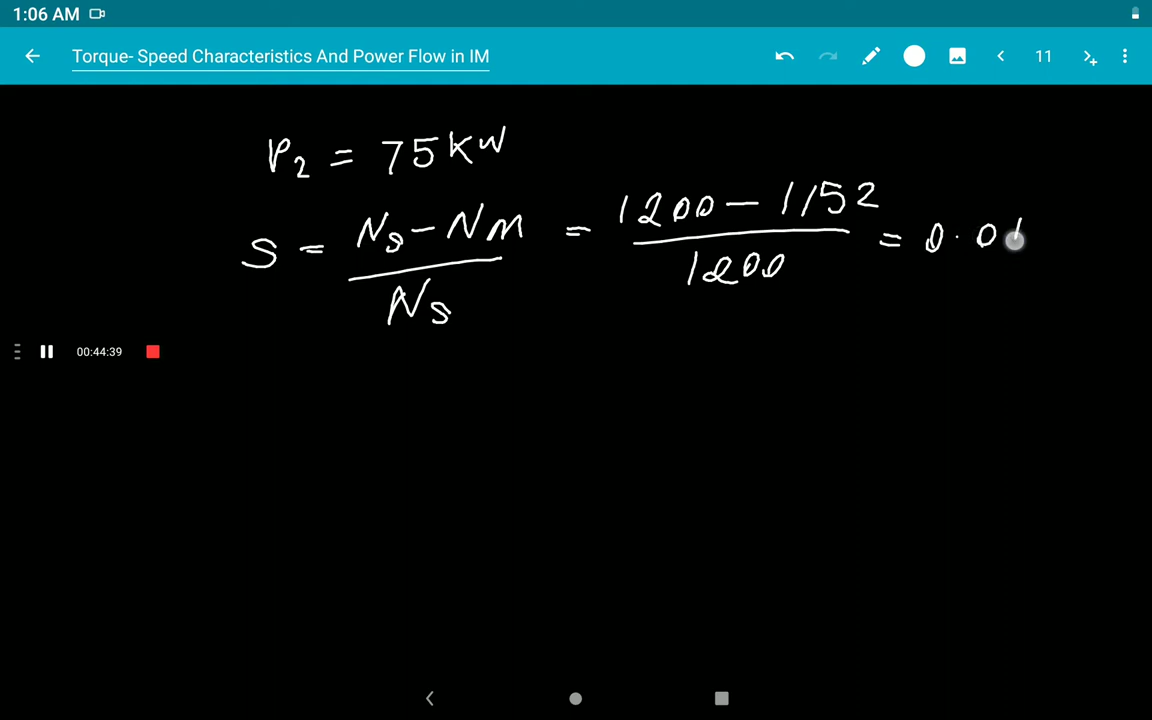 1:06 AM
Torque- Speed Characteristics And Power Flow in IM
11
P2 = 75 KW
S = Ns - NM / Ns = 1200 - 1152 / 1200 = 0.0
00:44:39